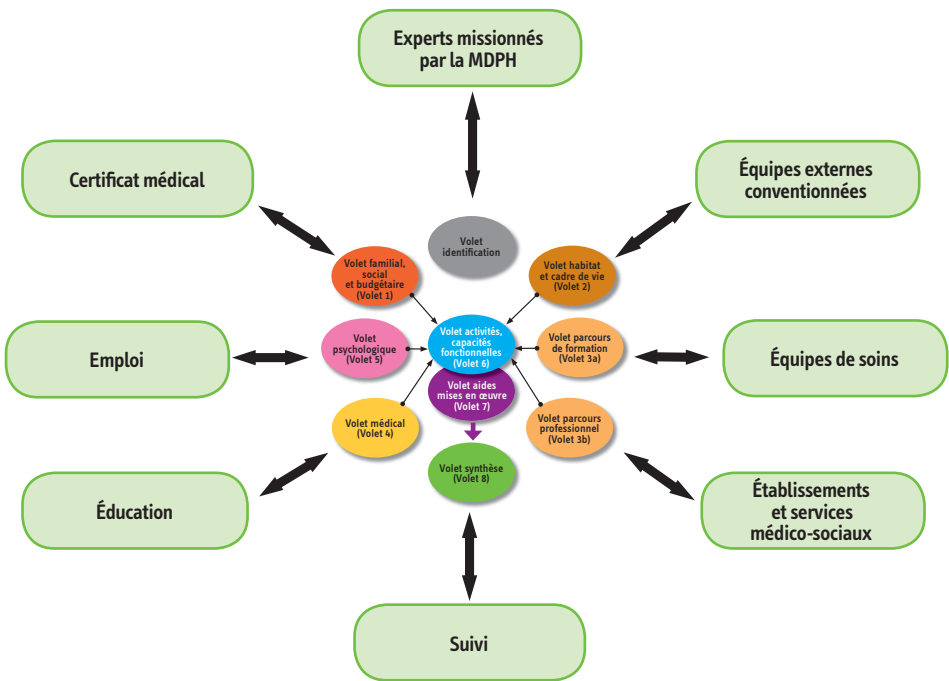 Experts missionnés
par la MDPH
Certificat médical
Équipes externes
conventionnées
Volet
identification
Volet familial,
social
et budgétaire
(Volet 1)
Volet habitat
et cadre de vie
(Volet 2)
Emploi
Volet
psychologique
(Volet 5)
Volet activités,
capacités
fonctionnelles
(Volet 6)
Volet parcours
de formation
(Volet 3a)
Équipes de soins
Volet aides
mises en œuvre
(Volet 7)
Volet médical
(Volet 4)
Volet parcours
professionnel
(Volet 3b)
Volet synthèse
(Volet 8)
Éducation
Établissements
et services
médico-sociaux
Suivi